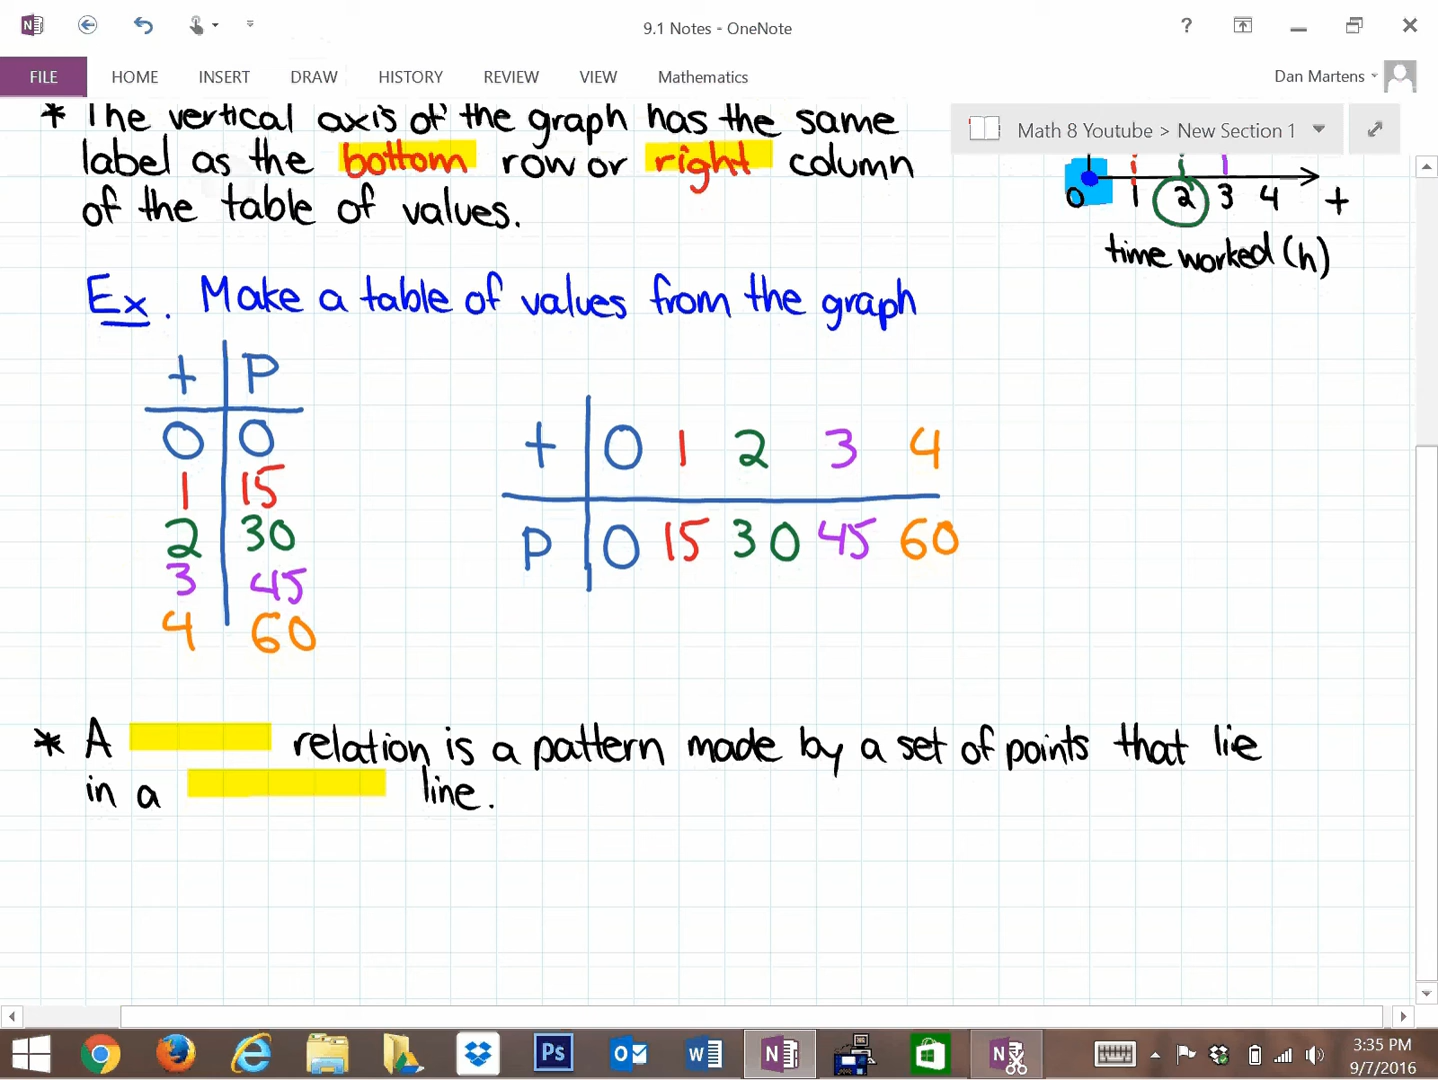 9.1 Notes - OneNote
?
FILE HOME INSERT DRAW HISTORY REVIEW VIEW Mathematics
Dan Martens
* The vertical axis of the graph has the same
label as the bottom row or right column
of the table of values.
Math 8 Youtube > New Section 1
0 1 2 3 4 t
time worked (h)
Ex. Make a table of values from the graph
t P
0 0
1 15
2 30
3 45
4 60
t 0 1 2 3 4
P 0 15 30 45 60
* A relation is a pattern made by a set of points that lie
in a line.
Ps
3:35 PM
9/7/2016